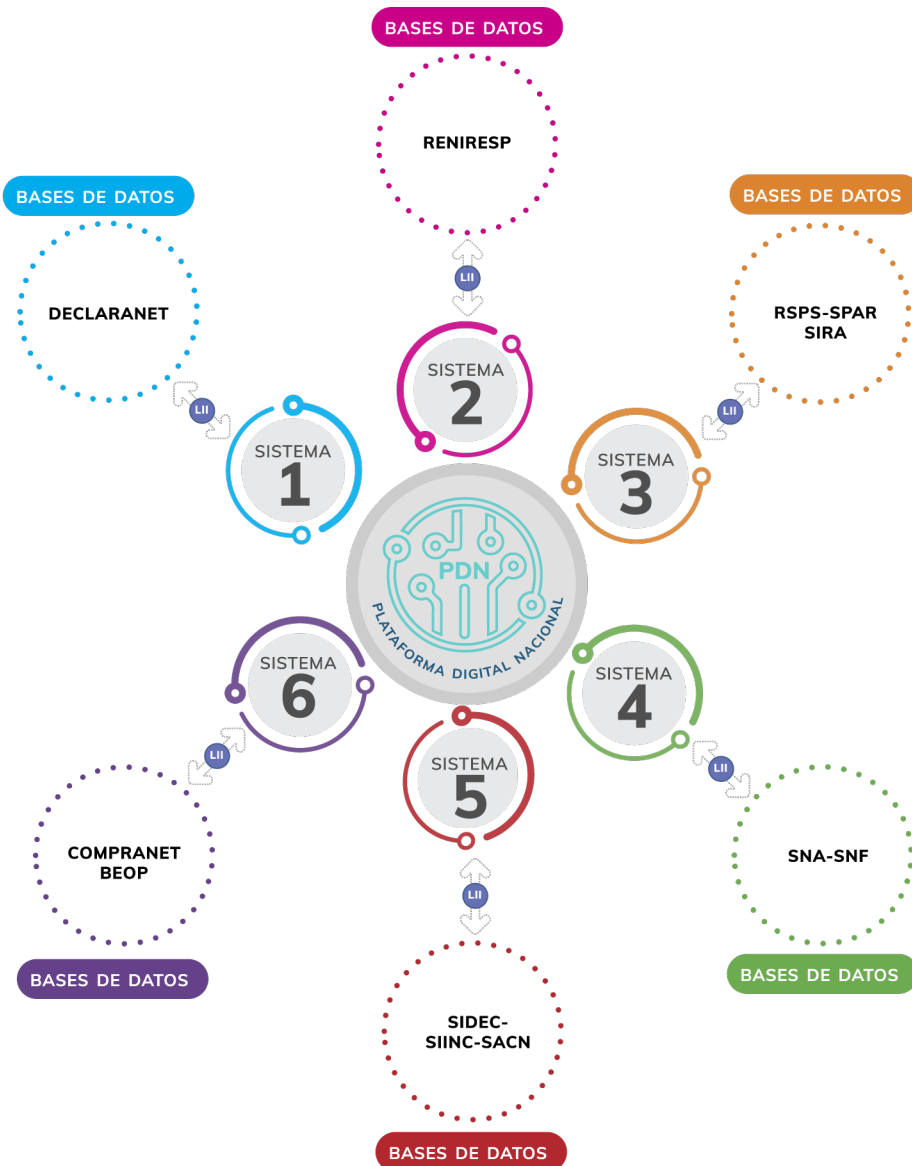 BASES DE DATOS
RENIRESP
LII
SISTEMA
2
BASES DE DATOS
DECLARANET
LII
SISTEMA
1
BASES DE DATOS
RSPS-SPAR
SIRA
LII
SISTEMA
3
PDN
PLATAFORMA DIGITAL NACIONAL
SISTEMA
6
LII
COMPRANET
BEOP
BASES DE DATOS
SISTEMA
5
LII
SIDEC-
SIINC-SACN
BASES DE DATOS
SISTEMA
4
LII
SNA-SNF
BASES DE DATOS